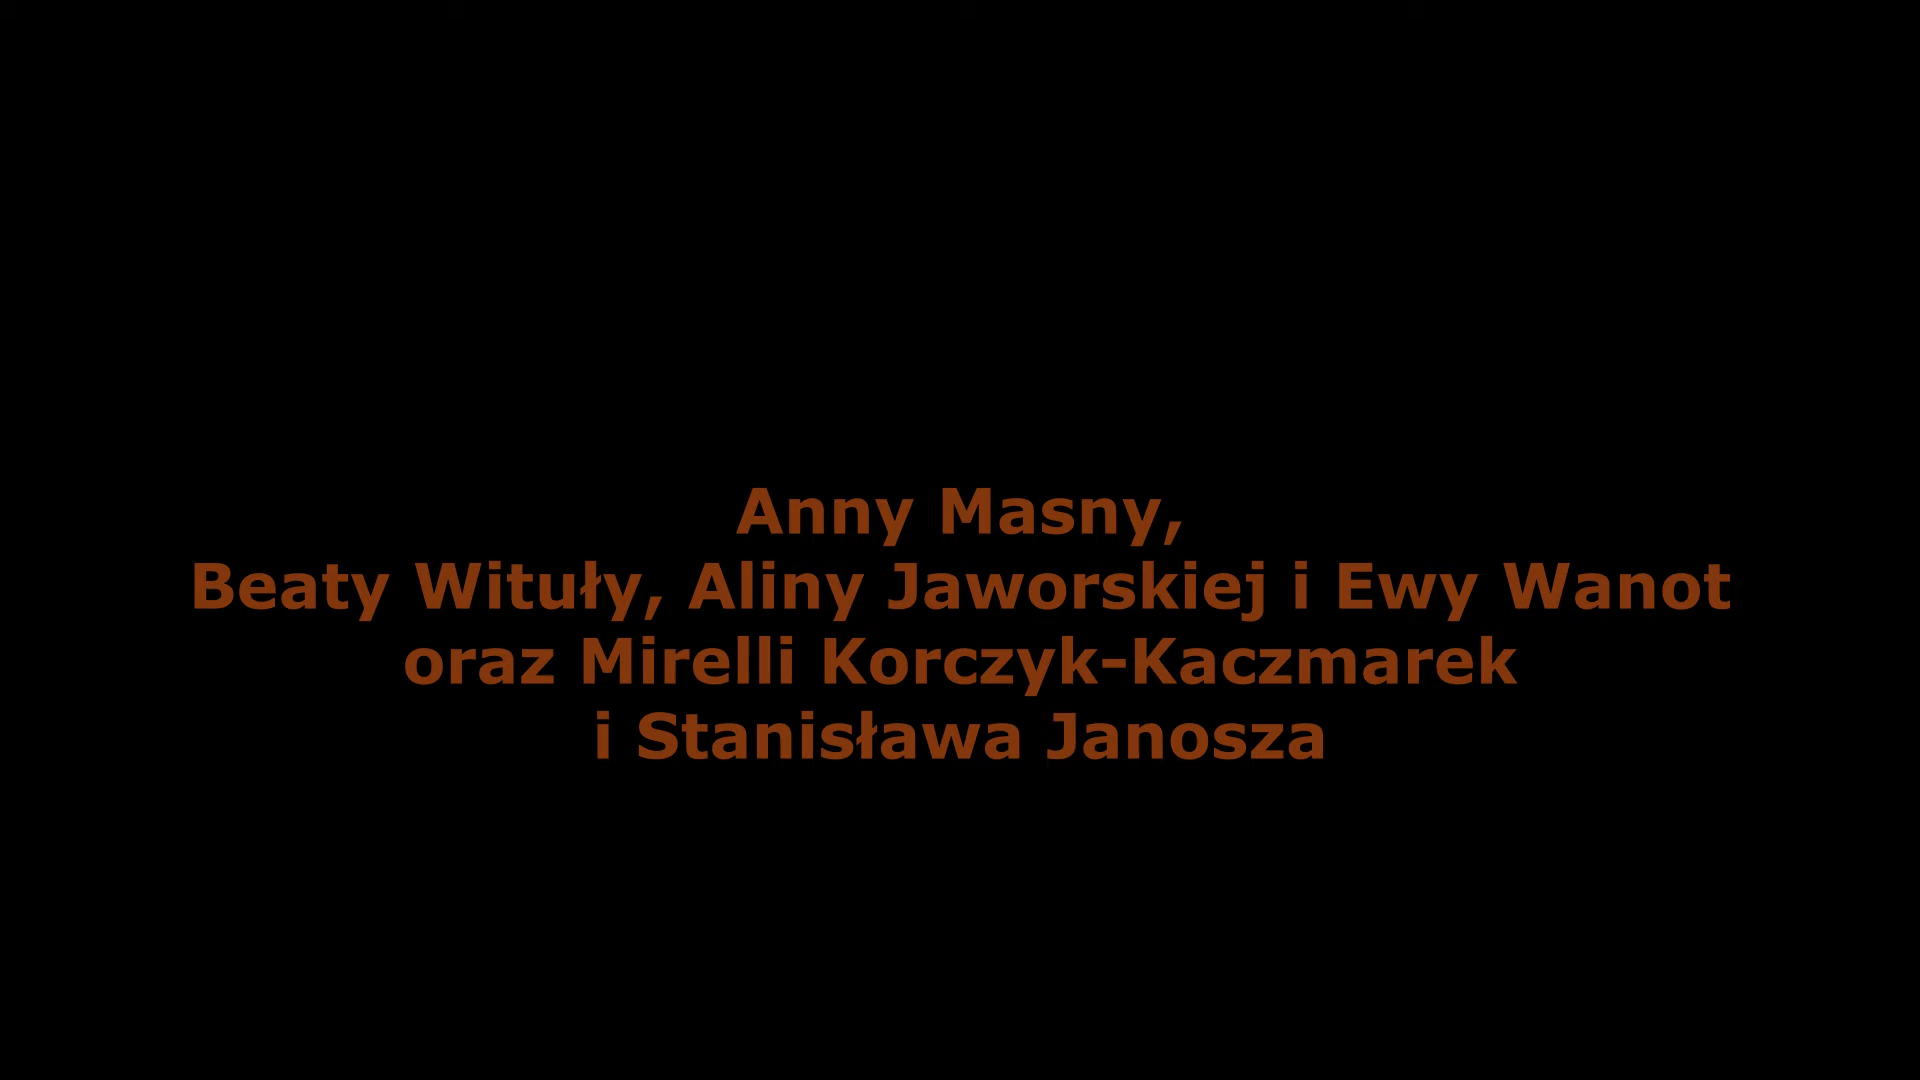 Anny Masny,
Beaty Wituły, Aliny Jaworskiej i Ewy Wanot
oraz Mirelli Korczyk-Kaczmarek
i Stanisława Janosza